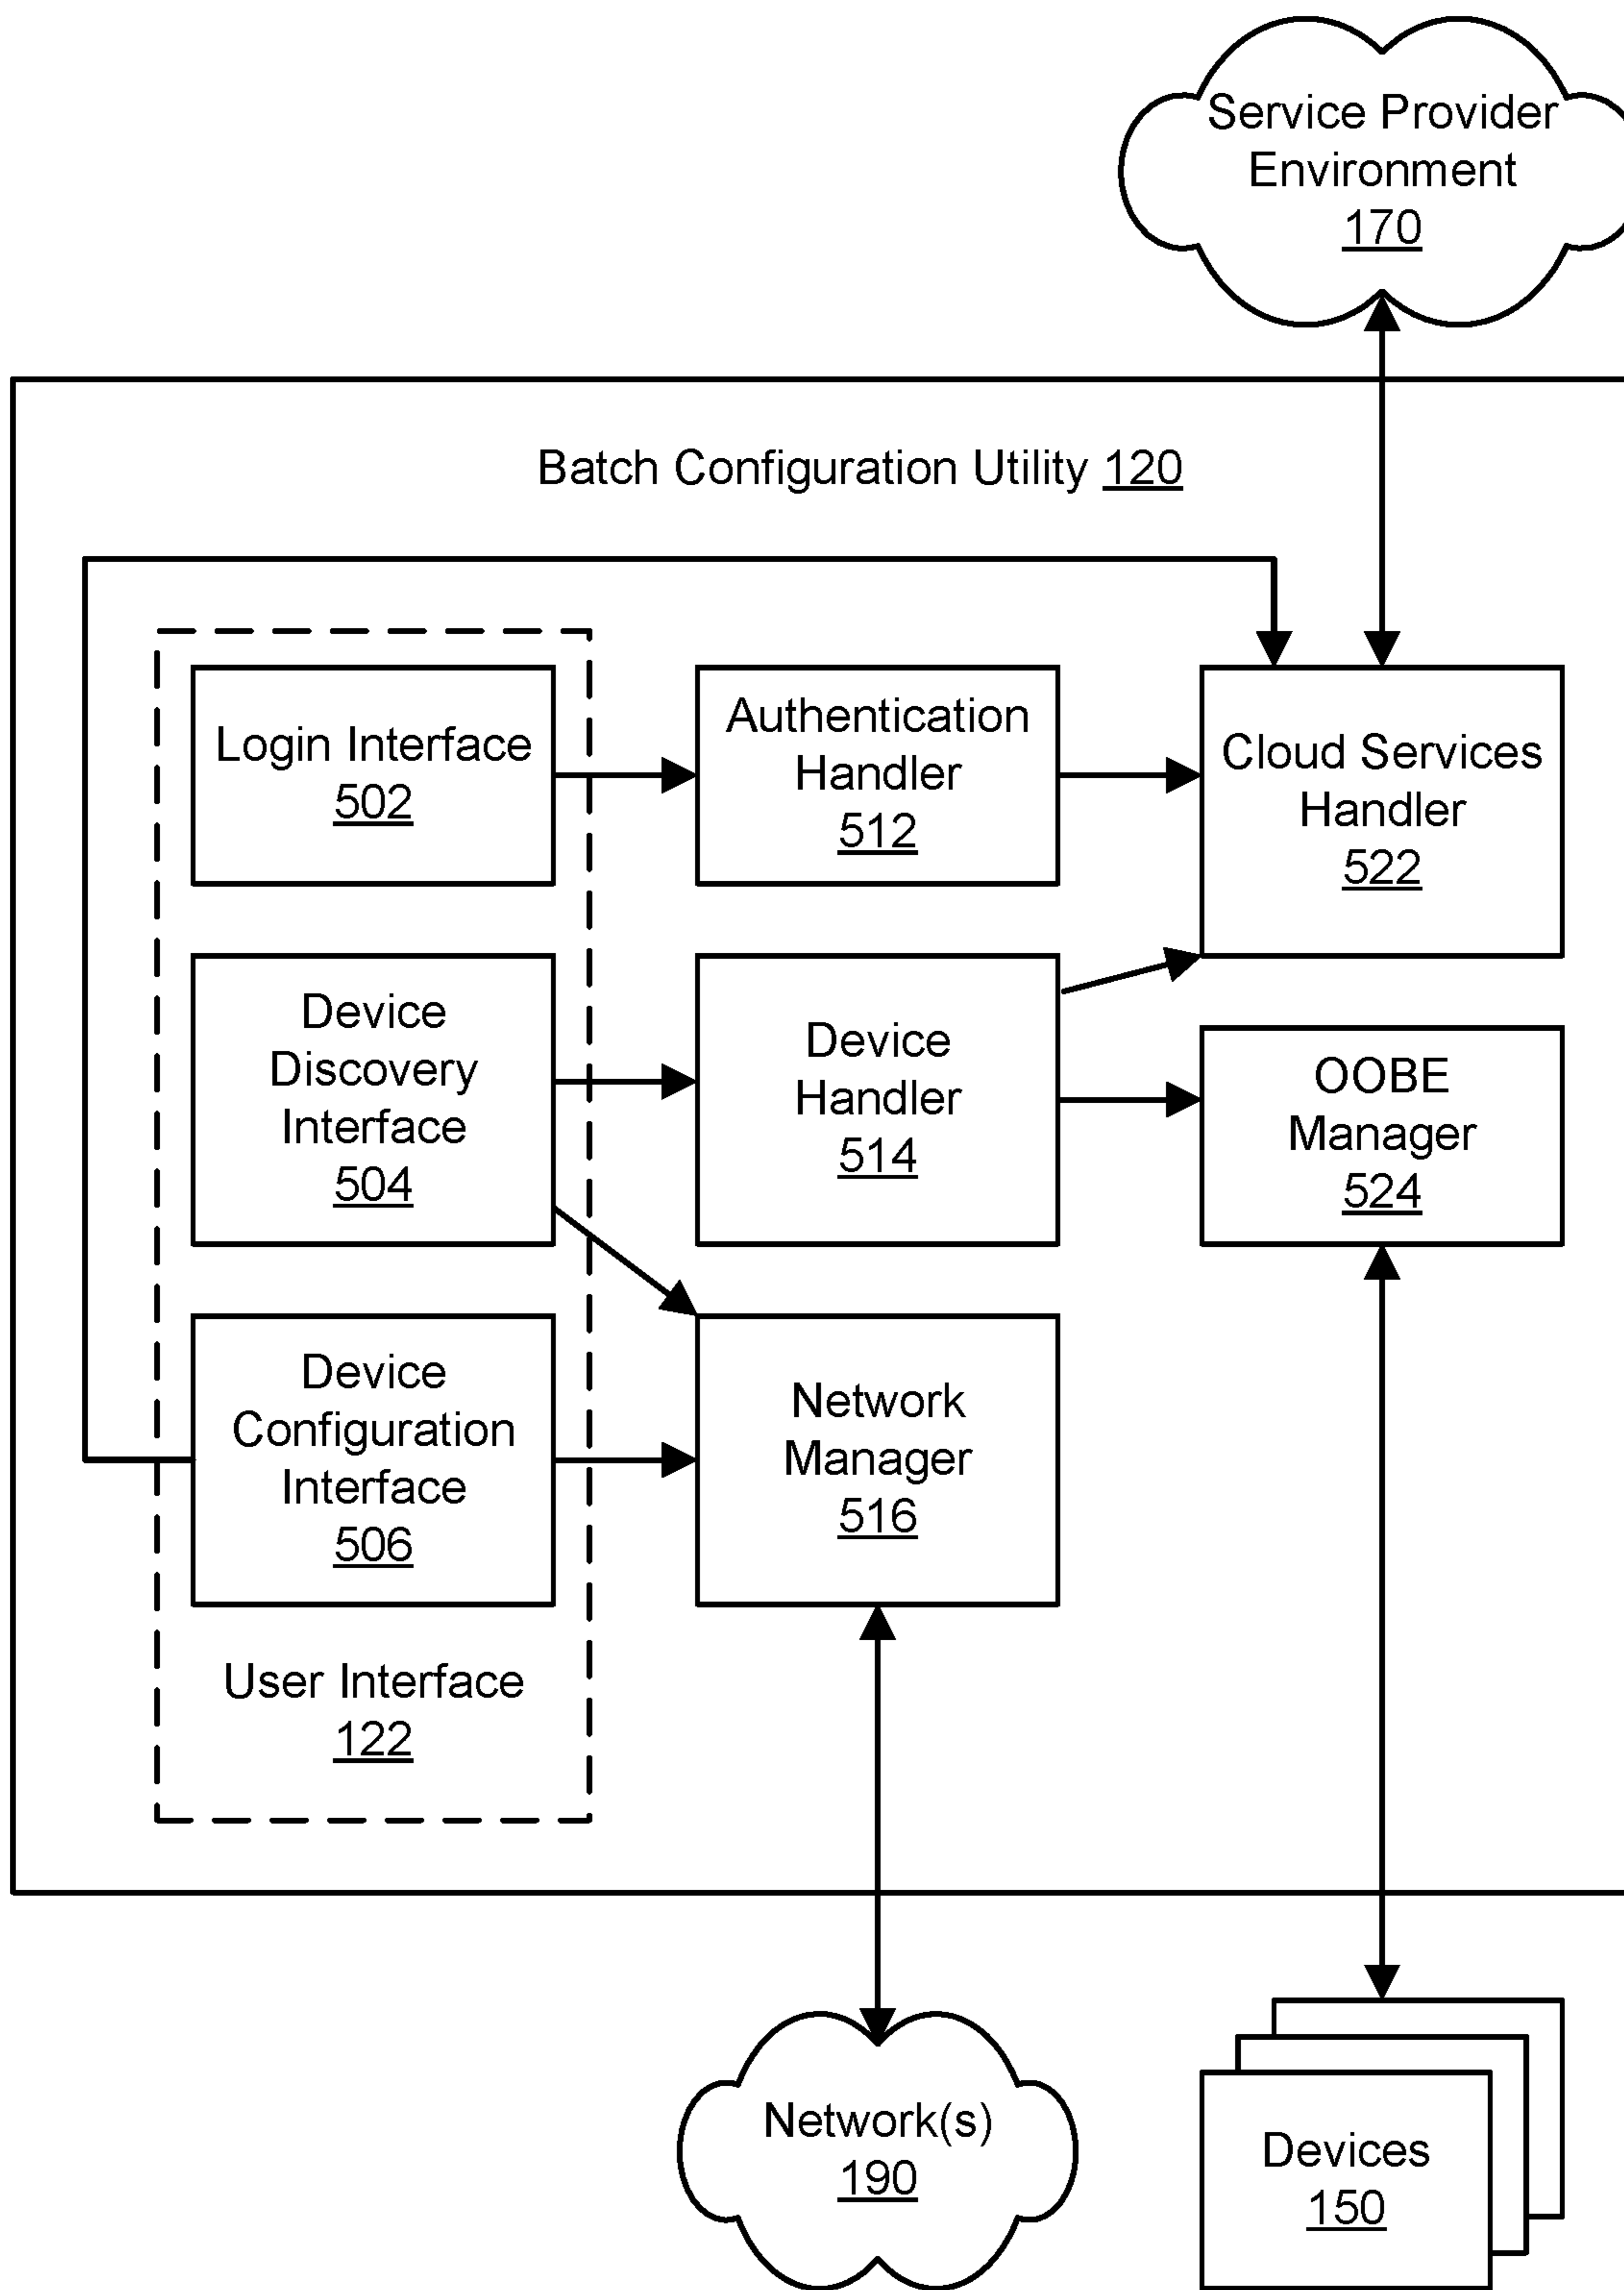 Service Provider
Environment
170
Batch Configuration Utility 120
Login Interface
502
Authentication
Handler
512
Cloud Services
Handler
522
Device
Discovery
Interface
504
Device
Handler
514
OOBE
Manager
524
Device
Configuration
Interface
506
Network
Manager
516
User Interface
122
Network(s)
190
Devices
150